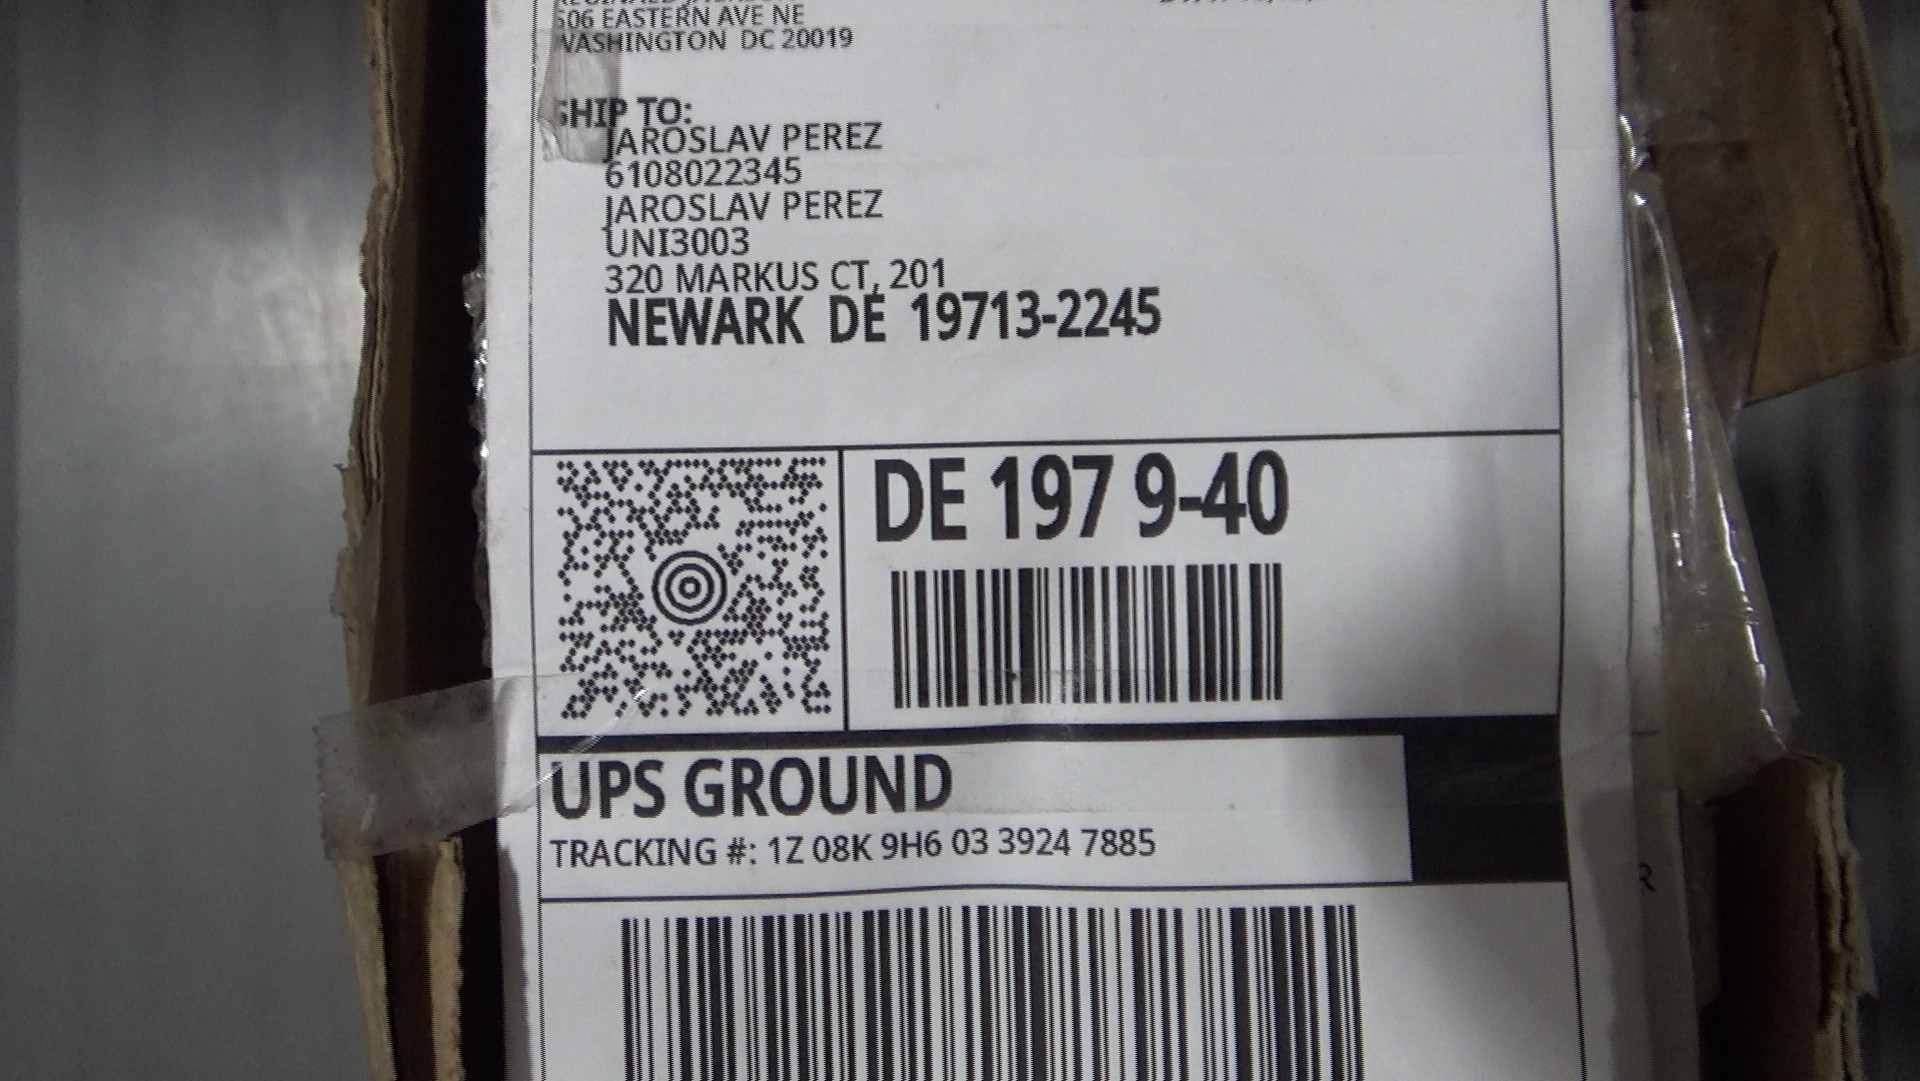 506 EASTERN AVE NE
WASHINGTON DC 20019
SHIP TO:
JAROSLAV PEREZ
6108022345
JAROSLAV PEREZ
UNI3003
320 MARKUS CT, 201
NEWARK DE 19713-2245
DE 197 9-40
UPS GROUND
TRACKING #: 1Z 08K 9H6 03 3924 7885
R